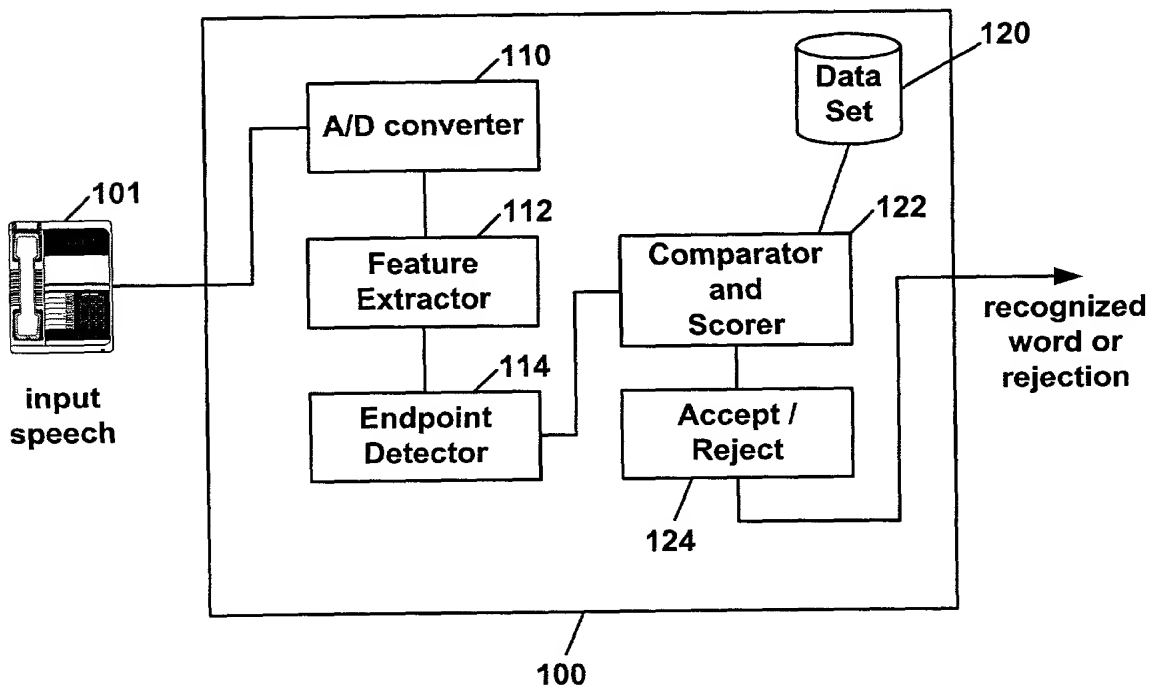 110
A/D converter
120
Data
Set
101
112
Feature
Extractor
122
Comparator
and
Scorer
114
Endpoint
Detector
Accept /
Reject
124
input
speech
recognized
word or
rejection
100